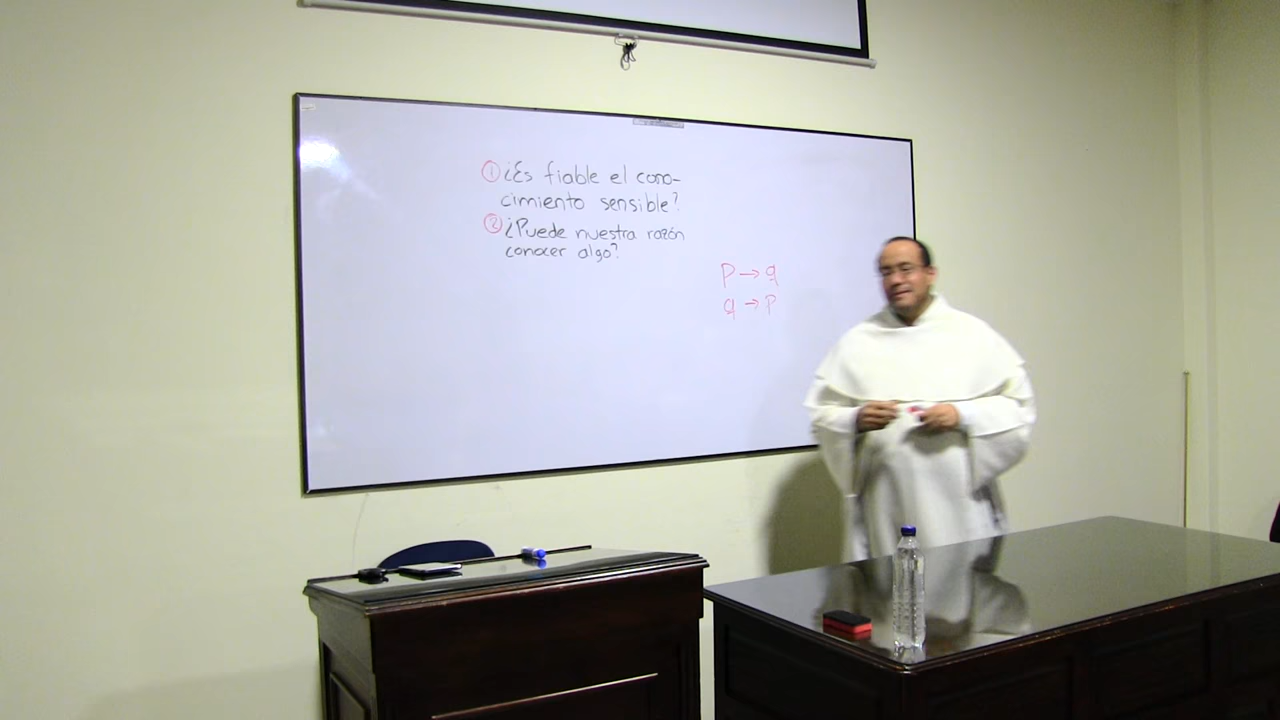 ① ¿Es fiable el cono-
cimiento sensible?
② ¿Puede nuestra razón
conocer algo?
P → q
q → P